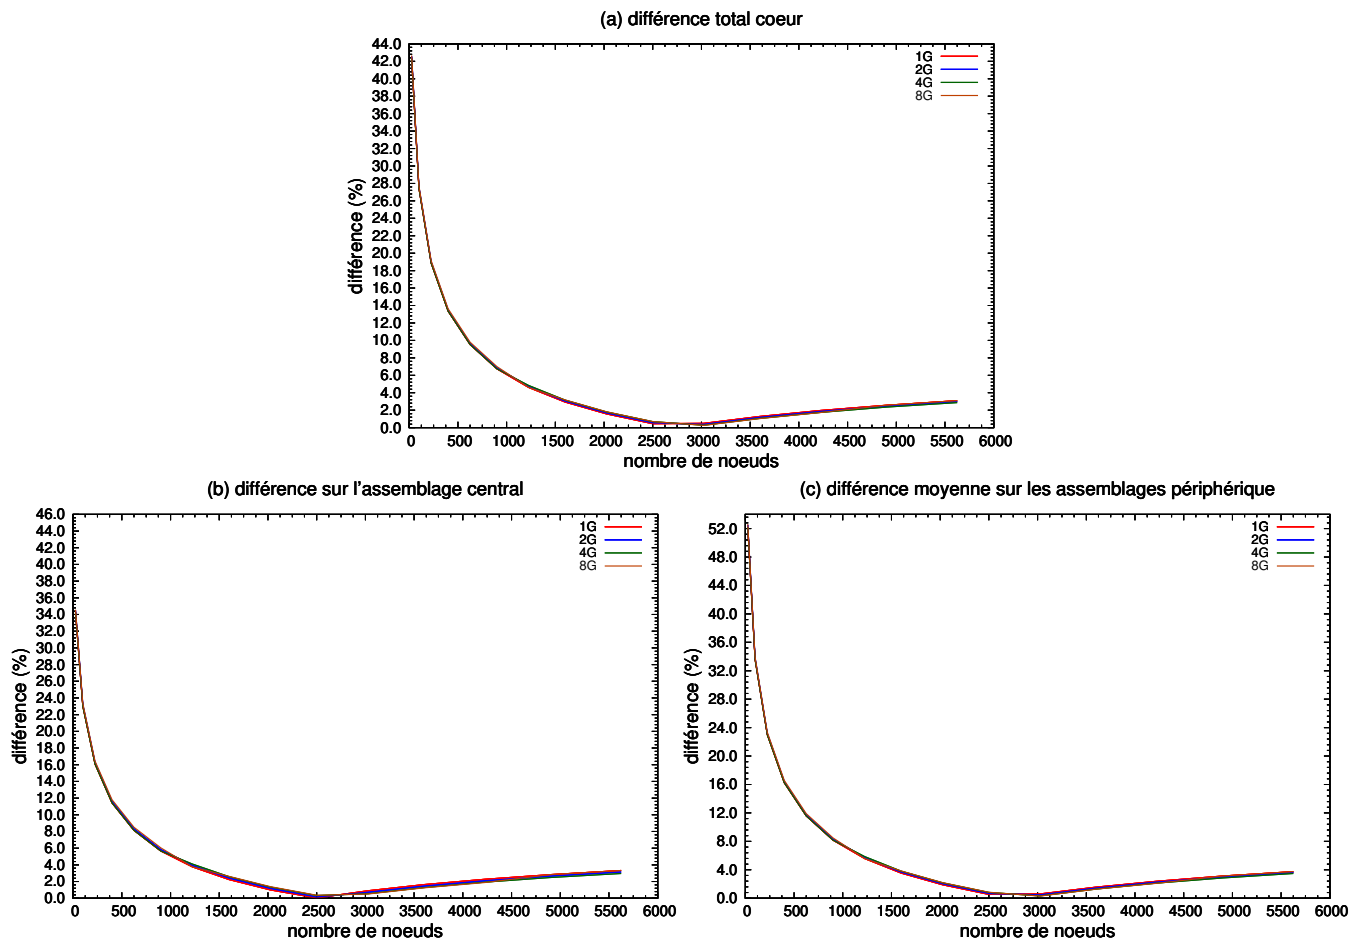 (a) différence total coeur
44.0
42.0
40.0
38.0
36.0
34.0
32.0
30.0
28.0
26.0
24.0
22.0
20.0
18.0
16.0
14.0
12.0
10.0
8.0
6.0
4.0
2.0
0.0
différence (%)
1G
2G
4G
8G
0 500 1000 1500 2000 2500 3000 3500 4000 4500 5000 5500 6000
nombre de noeuds
(b) différence sur l'assemblage central
46.0
44.0
42.0
40.0
38.0
36.0
34.0
32.0
30.0
28.0
26.0
24.0
22.0
20.0
18.0
16.0
14.0
12.0
10.0
8.0
6.0
4.0
2.0
0.0
différence (%)
1G
2G
4G
8G
0 500 1000 1500 2000 2500 3000 3500 4000 4500 5000 5500 6000
nombre de noeuds
(c) différence moyenne sur les assemblages périphérique
52.0
48.0
44.0
40.0
36.0
32.0
28.0
24.0
20.0
16.0
12.0
8.0
4.0
0.0
différence (%)
1G
2G
4G
8G
0 500 1000 1500 2000 2500 3000 3500 4000 4500 5000 5500 6000
nombre de noeuds